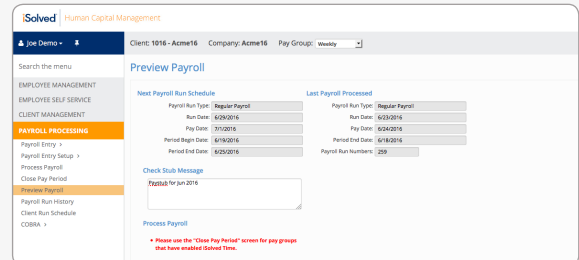 iSolved Human Capital Management
Joe Demo
Client: 1016 - Acme16 Company: Acme16 Pay Group: Weekly
Search the menu
EMPLOYEE MANAGEMENT
EMPLOYEE SELF SERVICE
CLIENT MANAGEMENT
PAYROLL PROCESSING
Payroll Entry >
Payroll Entry Setup >
Process Payroll
Close Pay Period
Preview Payroll
Payroll Run History
Client Run Schedule
COBRA >
Preview Payroll
Next Payroll Run Schedule
Payroll Run Type: Regular Payroll
Run Date: 6/29/2016
Pay Date: 7/1/2016
Period Begin Date: 6/19/2016
Period End Date: 6/25/2016
Last Payroll Processed
Payroll Run Type: Regular Payroll
Run Date: 6/23/2016
Pay Date: 6/24/2016
Period End Date: 6/18/2016
Payroll Run Numbers: 259
Check Stub Message
Paystub for Jun 2016
Process Payroll
• Please use the "Close Pay Period" screen for pay groups
that have enabled iSolved Time.